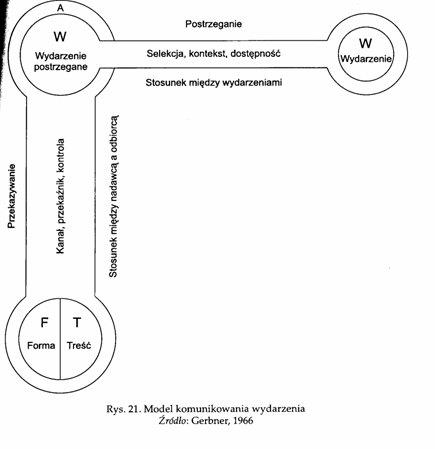 A
Postrzeganie
W
Wydarzenie
postrzegane
Selekcja, kontekst, dostępność
W
Wydarzenie
Stosunek między wydarzeniami
Przekazywanie
Kanał, przekaźnik, kontrola
Stosunek między nadawcą a odbiorcą
F T
Forma Treść
Rys. 21. Model komunikowania wydarzenia
Źródło: Gerbner, 1966